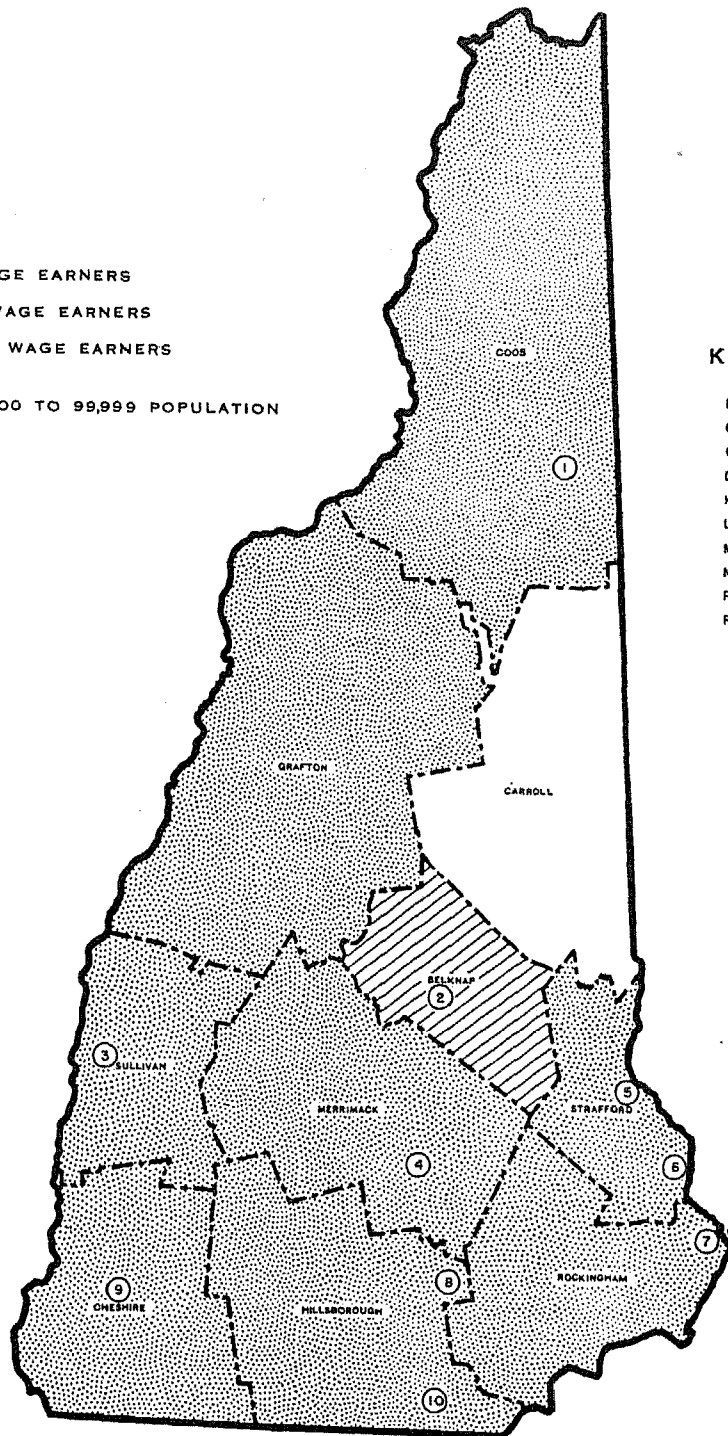 GE EARNERS
WAGE EARNERS
WAGE EARNERS
00 TO 99,999 POPULATION
COOS
K
1
GRAFTON
CARROLL
BELKNAP
2
3
SULLIVAN
MERRIMACK
5
STRAFFORD
4
6
7
ROCKINGHAM
8
9
CHESHIRE
HILLSBOROUGH
10